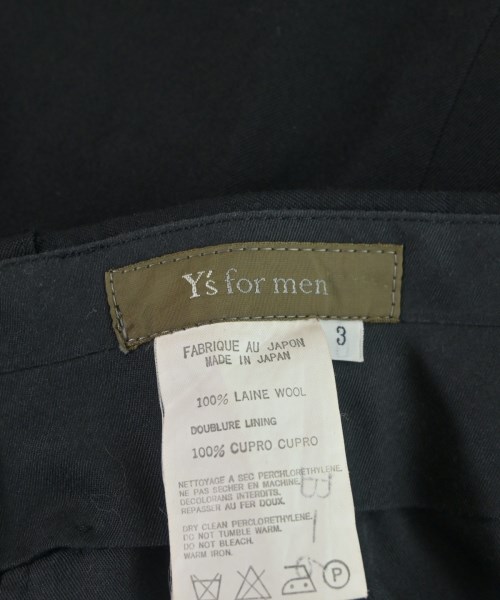 Y's for men
3
FABRIQUE AU JAPON
MADE IN JAPAN
100% LAINE WOOL
DOUBLURE LINING
100% CUPRO CUPRO
NETTOYAGE A SEC PERCHLORETHYLENE.
NE PAS SECHER EN MACHINE.
DECOLORANS INTERDITS.
REPASSER AU FER DOUX.
DRY CLEAN PERCLORETHYLENE.
DO NOT TUMBLE WARM.
DO NOT BLEACH.
WARM IRON.
P